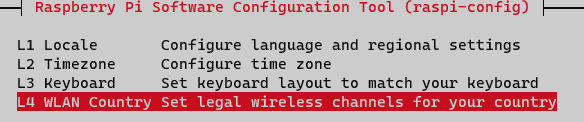 Raspberry Pi Software Configuration Tool (raspi-config)
L1 Locale Configure language and regional settings
L2 Timezone Configure time zone
L3 Keyboard Set keyboard layout to match your keyboard
L4 WLAN Country Set legal wireless channels for your country